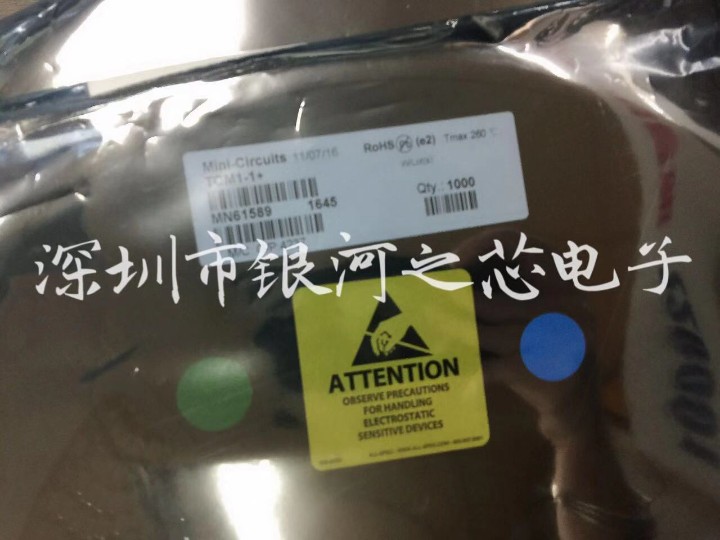 Mini-Circuits 11/07/16 RoHS (e2) Tmax 260
TCM1-1+
Qty.: 1000
MN61589 1645
深圳市银河之芯电子
ATTENTION
OBSERVE PRECAUTIONS
FOR HANDLING
ELECTROSTATIC
SENSITIVE DEVICES